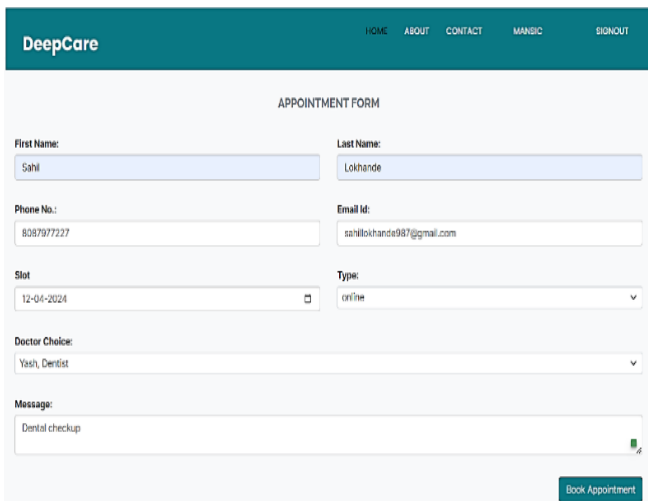 DeepCare
HOME ABOUT CONTACT MANSIC SIGNOUT
APPOINTMENT FORM
First Name: Last Name:
Sahil Lokhande
Phone No.: Email Id:
8087977227 sahillokhande987@gmail.com
Slot Type:
12-04-2024 online
Doctor Choice:
Yash, Dentist
Message:
Dental checkup
Book Appointment